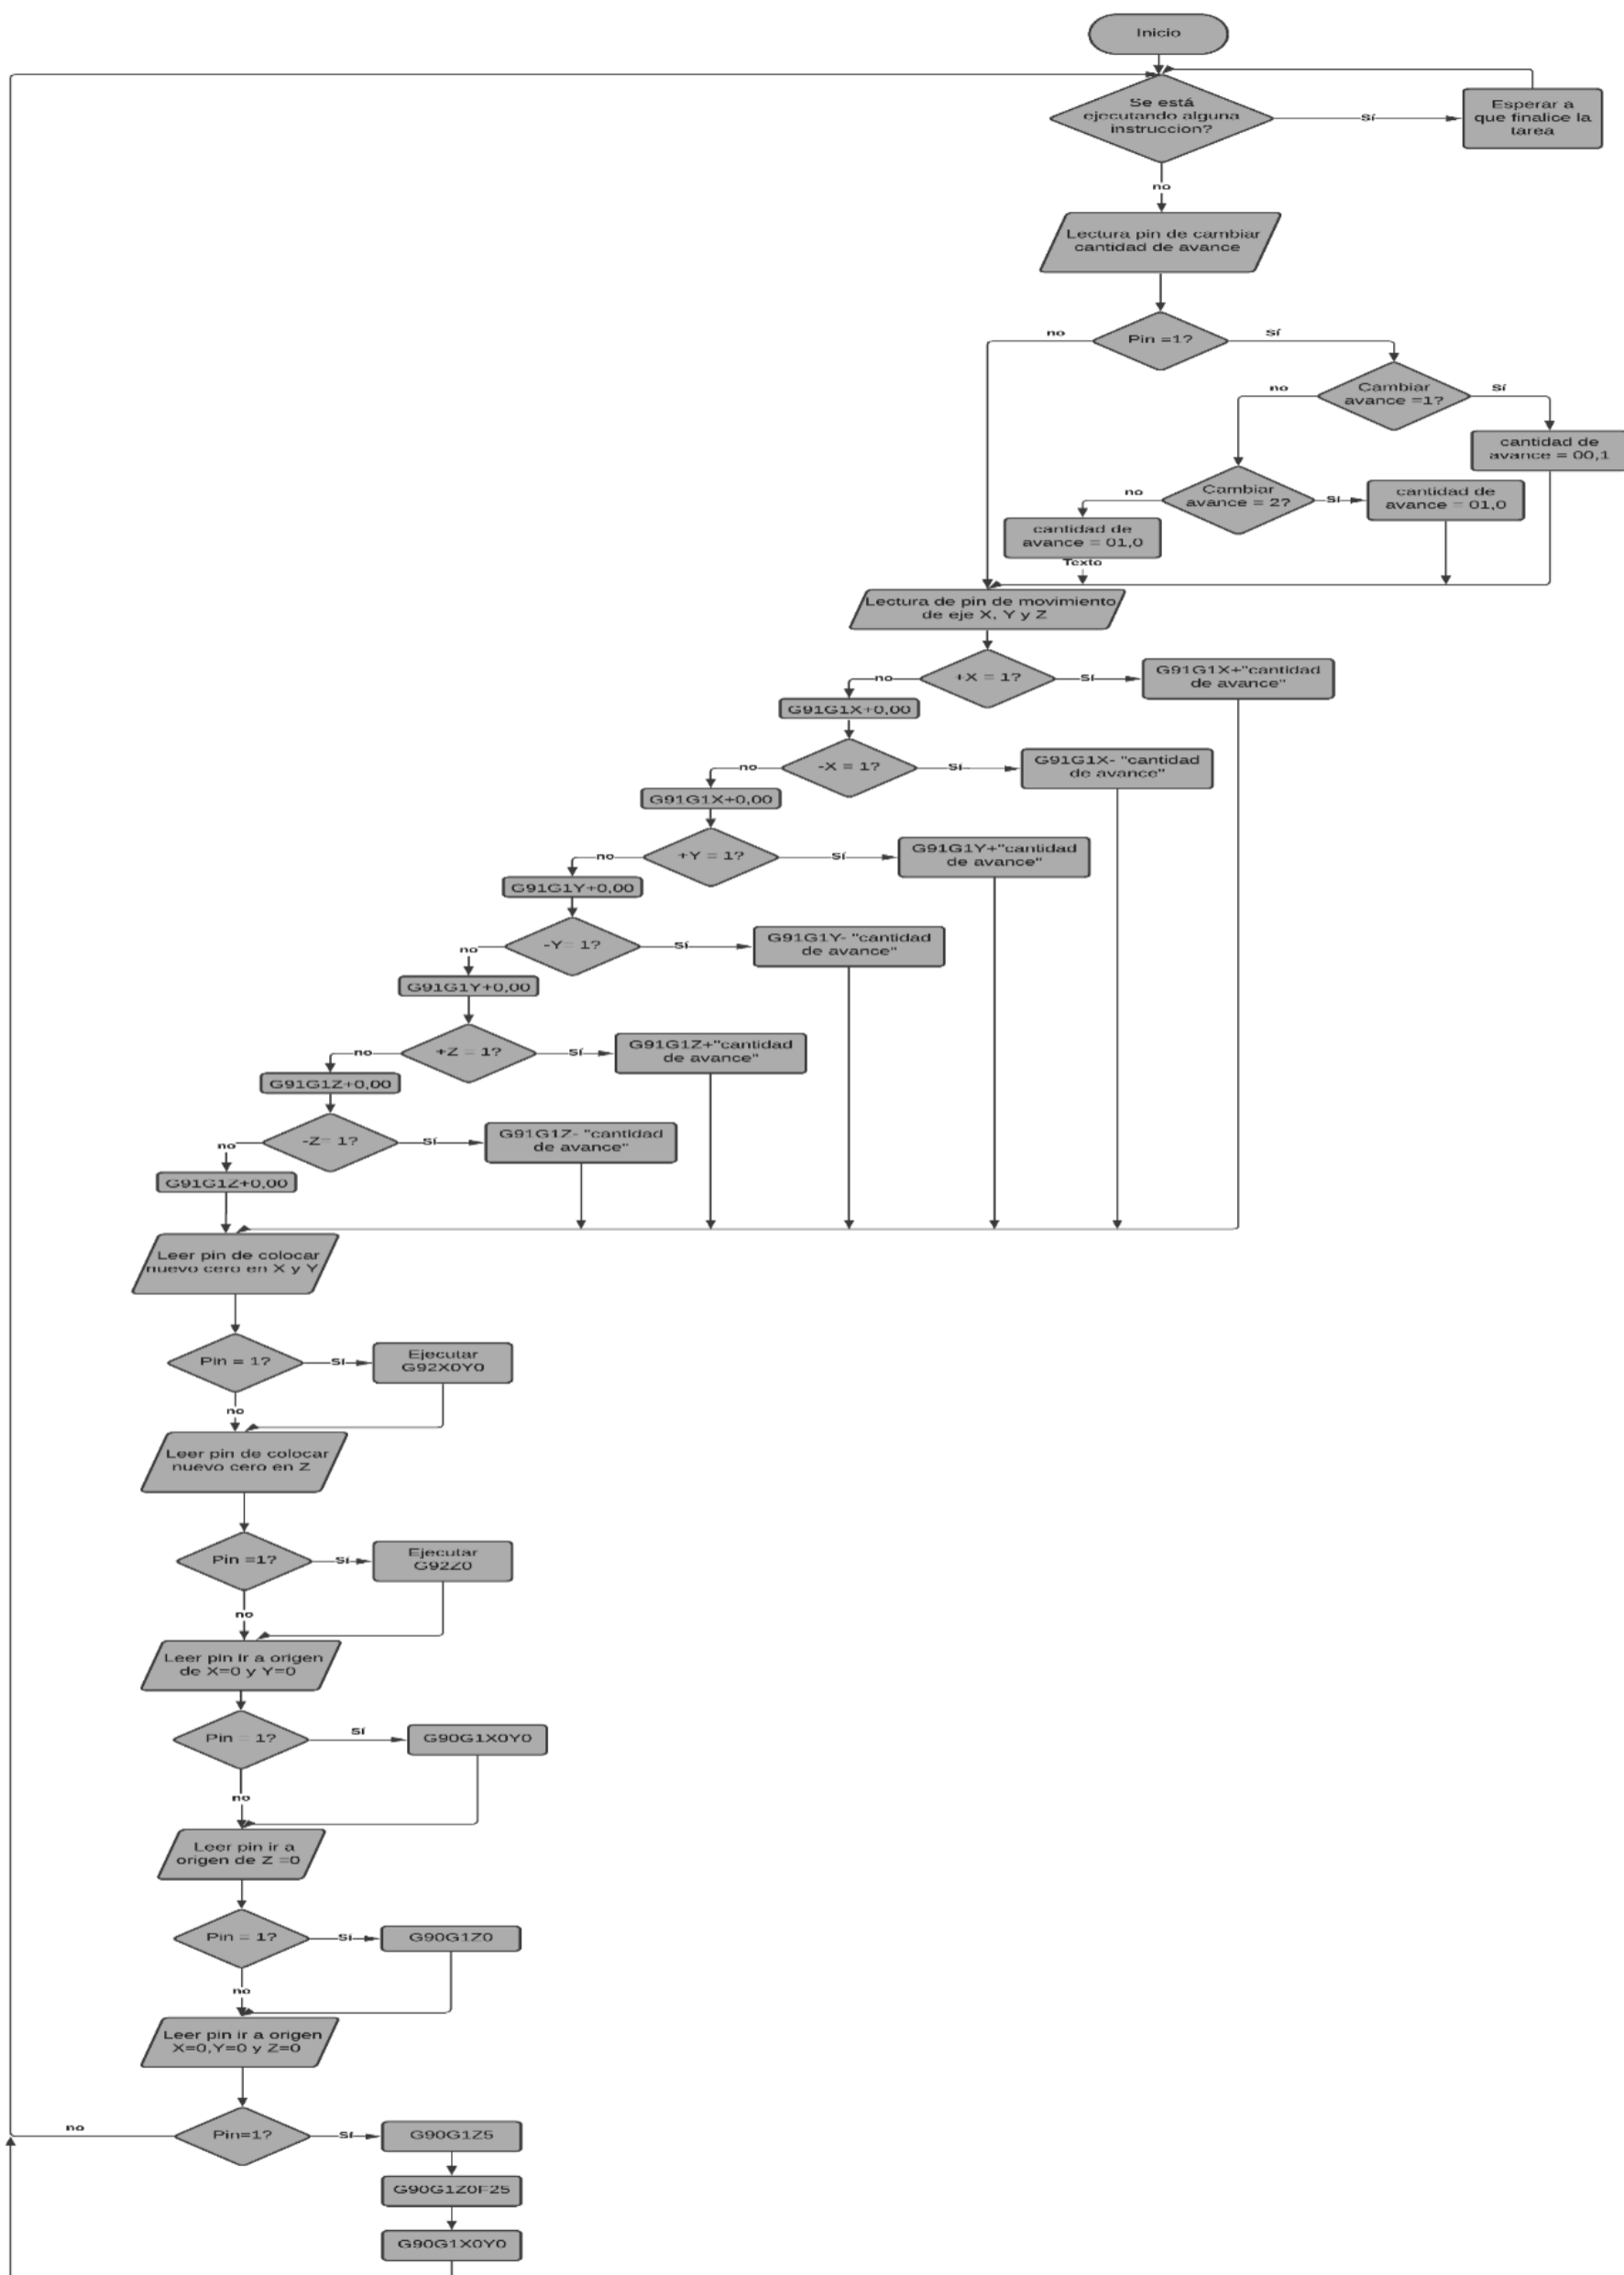 Inicio
Se está
ejecutando alguna
instruccion?
Sí
Esperar a
que finalice la
tarea
no
Lectura pin de cambiar
cantidad de avance
Pin =1?
no
Sí
Cambiar
avance =1?
no
Sí
cantidad de
avance = 00,1
Cambiar
avance = 2?
no
Sí
cantidad de
avance = 01,0
cantidad de
avance = 01,0
Texto
Lectura de pin de movimiento
de eje X, Y y Z
+X = 1?
no
Sí
G91G1X+"cantidad
de avance"
G91G1X+0,00
-X = 1?
no
Sí
G91G1X- "cantidad
de avance"
G91G1X+0,00
+Y = 1?
no
Sí
G91G1Y+"cantidad
de avance"
G91G1Y+0,00
-Y= 1?
no
Sí
G91G1Y- "cantidad
de avance"
G91G1Y+0,00
+Z = 1?
no
Sí
G91G1Z+"cantidad
de avance"
G91G1Z+0,00
-Z= 1?
no
Sí
G91G1Z- "cantidad
de avance"
G91G1Z+0,00
Leer pin de colocar
nuevo cero en X y Y
Pin = 1?
Sí
Ejecutar
G92X0Y0
no
Leer pin de colocar
nuevo cero en Z
Pin =1?
Sí
Ejecutar
G92Z0
no
Leer pin ir a origen
de X=0 y Y=0
Pin = 1?
Sí
G90G1X0Y0
no
Leer pin ir a
origen de Z =0
Pin = 1?
Sí
G90G1Z0
no
Leer pin ir a origen
X=0,Y=0 y Z=0
no
Pin=1?
Sí
G90G1Z5
G90G1Z0F25
G90G1X0Y0